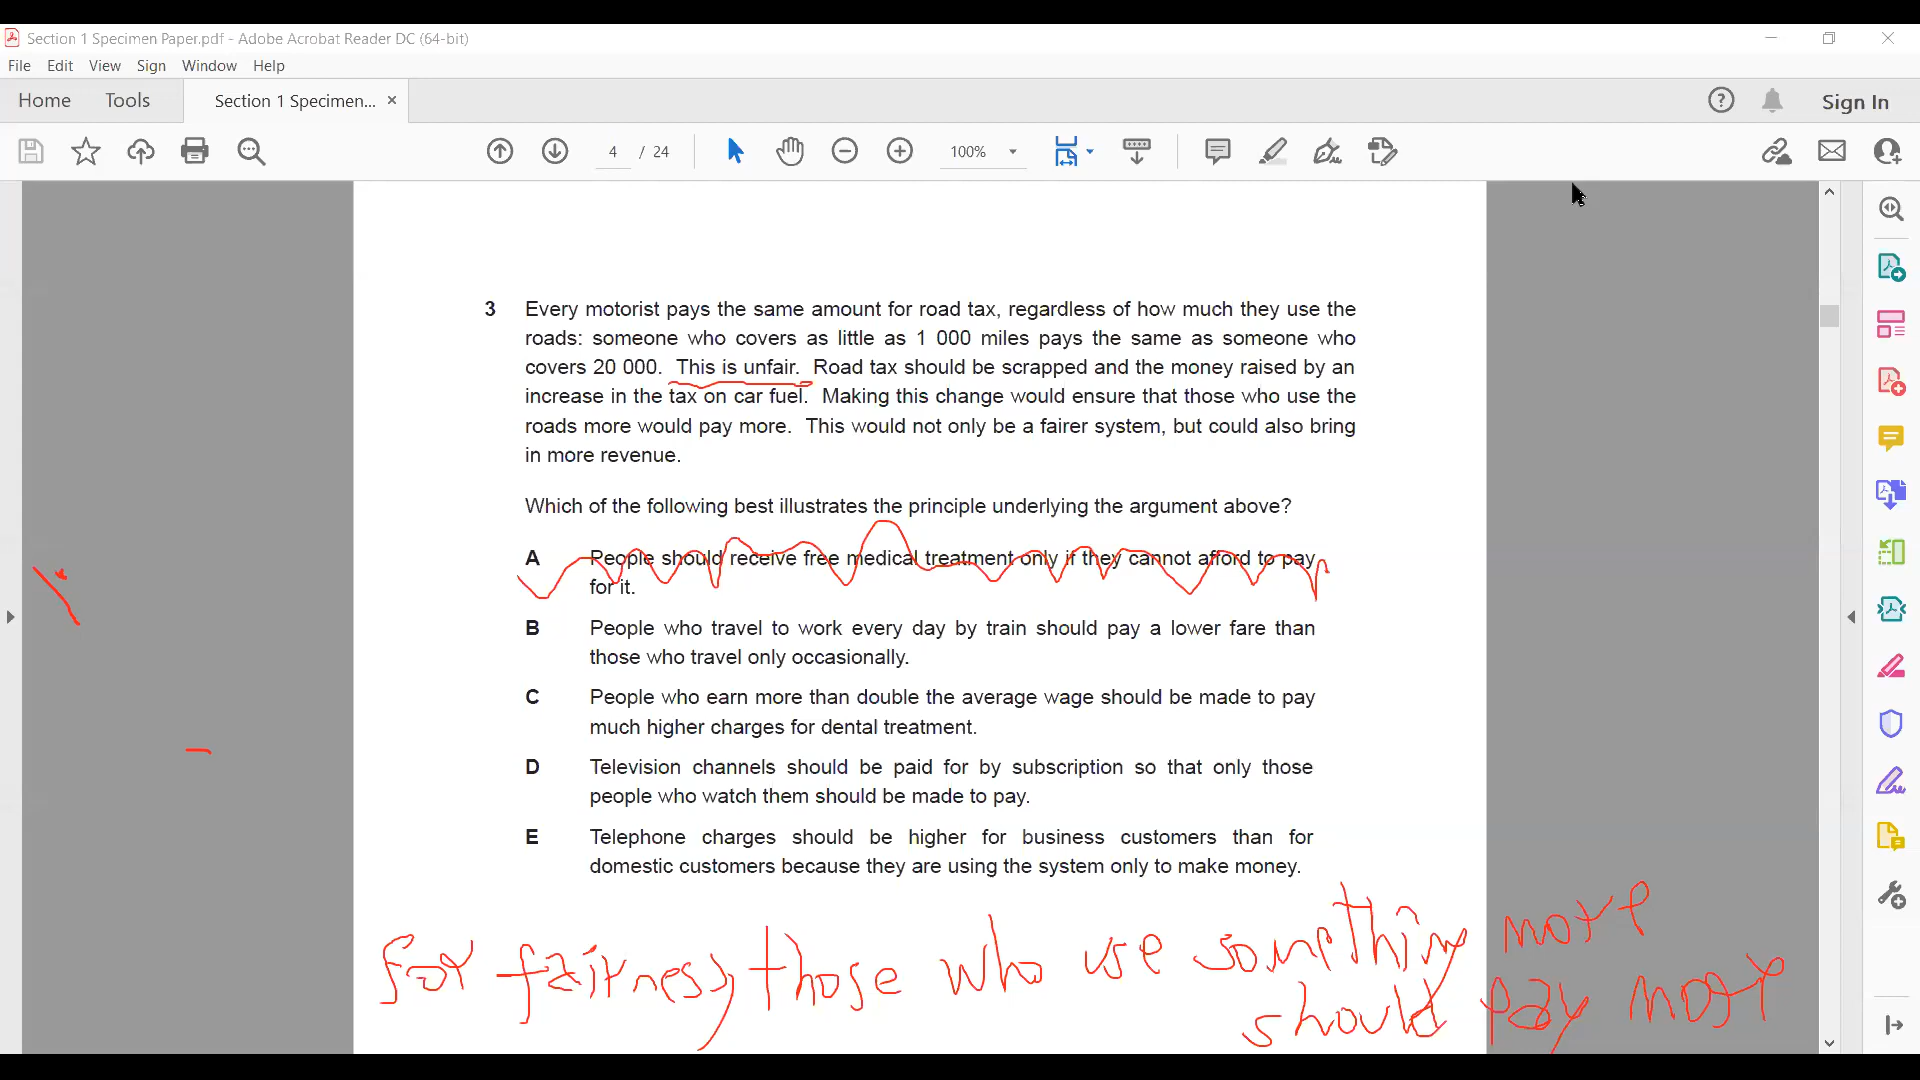 Section 1 Specimen Paper.pdf - Adobe Acrobat Reader DC (64-bit)
File Edit View Sign Window Help
Home Tools Section 1 Specimen... × Sign In
4 / 24 100%
3 Every motorist pays the same amount for road tax, regardless of how much they use the
roads: someone who covers as little as 1 000 miles pays the same as someone who
covers 20 000. This is unfair. Road tax should be scrapped and the money raised by an
increase in the tax on car fuel. Making this change would ensure that those who use the
roads more would pay more. This would not only be a fairer system, but could also bring
in more revenue.
Which of the following best illustrates the principle underlying the argument above?
A People should receive free medical treatment only if they cannot afford to pay
for it.
B People who travel to work every day by train should pay a lower fare than
those who travel only occasionally.
C People who earn more than double the average wage should be made to pay
much higher charges for dental treatment.
D Television channels should be paid for by subscription so that only those
people who watch them should be made to pay.
E Telephone charges should be higher for business customers than for
domestic customers because they are using the system only to make money.
for fairness, those who use something more
should pay more